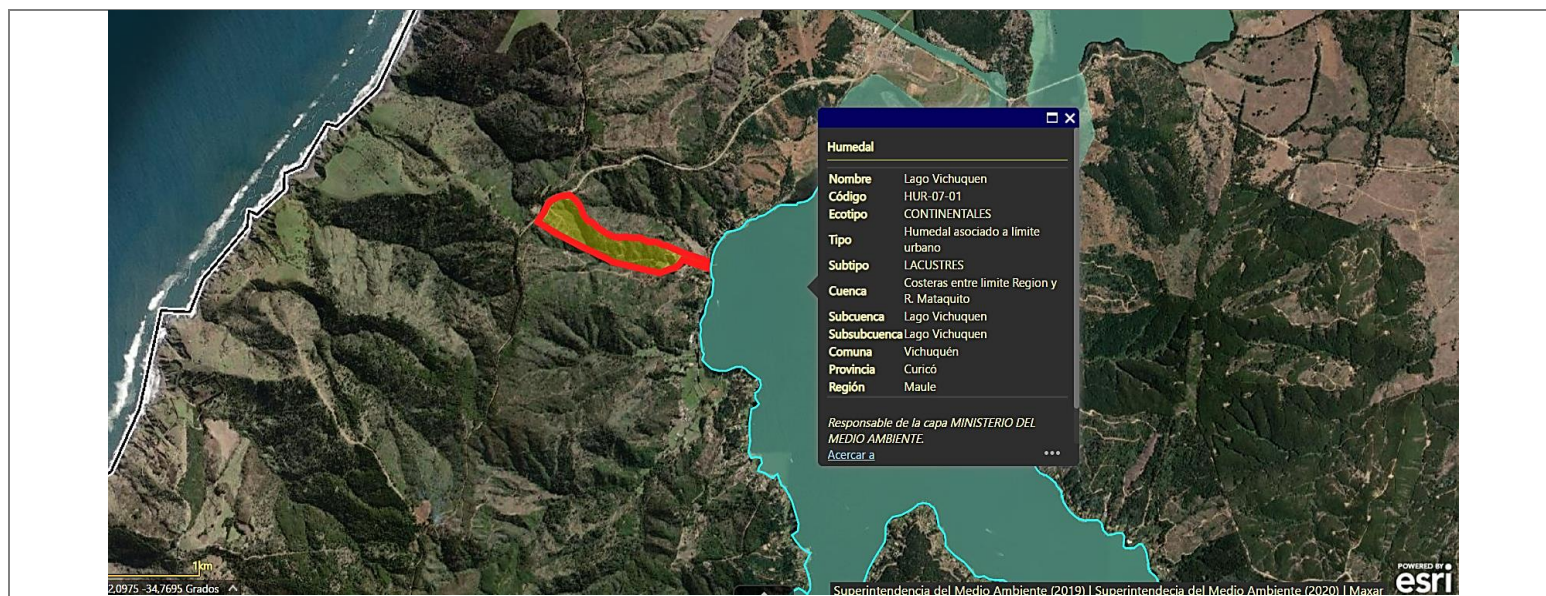 Humedal
Nombre Lago Vichuquen
Código HUR-07-01
Ecotipo CONTINENTALES
Tipo Humedal asociado a límite
urbano
Subtipo LACUSTRES
Cuenca Costeras entre limite Region y
R. Mataquito
Subcuenca Lago Vichuquen
Subsubcuenca Lago Vichuquen
Comuna Vichuquén
Provincia Curicó
Región Maule
Responsable de la capa MINISTERIO DEL
MEDIO AMBIENTE.
Acercar a
1km
2,0975 -34,7695 Grados
Superintendencia del Medio Ambiente (2019) | Superintendecia del Medio Ambiente (2020) | Maxar
POWERED BY
esri